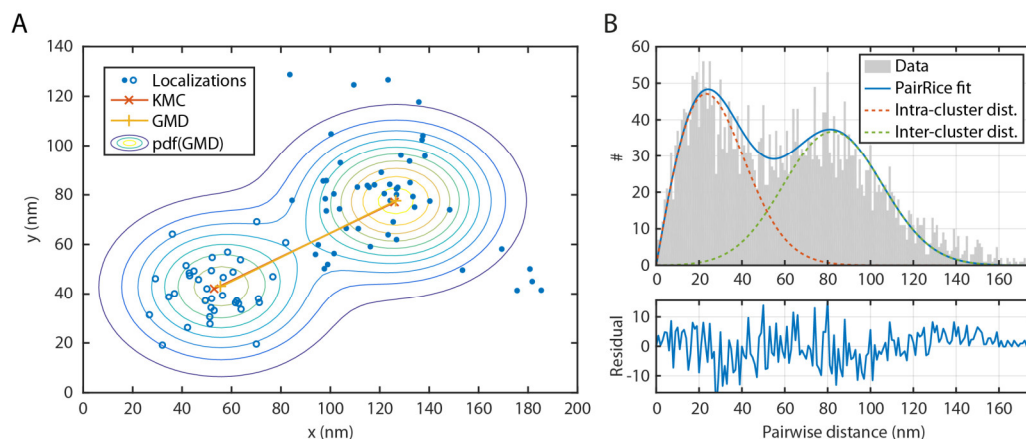 A
140
120
100
80
60
40
20
0
y (nm)
0 20 40 60 80 100 120 140 160 180 200
x (nm)
Localizations
KMC
GMD
pdf(GMD)
B
60
50
40
30
20
10
0
#
0 20 40 60 80 100 120 140 160
Data
PairRice fit
Intra-cluster dist.
Inter-cluster dist.
10
0
-10
Residual
0 20 40 60 80 100 120 140 160
Pairwise distance (nm)